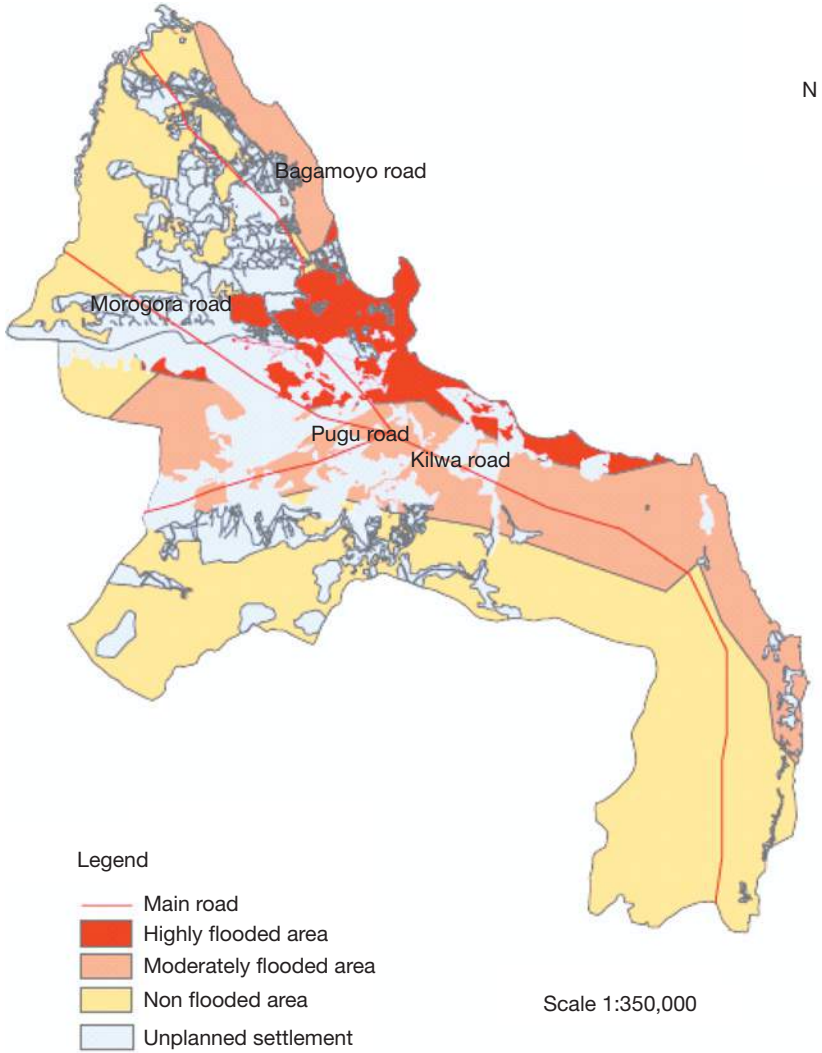 N
Bagamoyo road
Morogora road
Pugu road
Kilwa road
Legend
Main road
Highly flooded area
Moderately flooded area
Non flooded area
Scale 1:350,000
Unplanned settlement